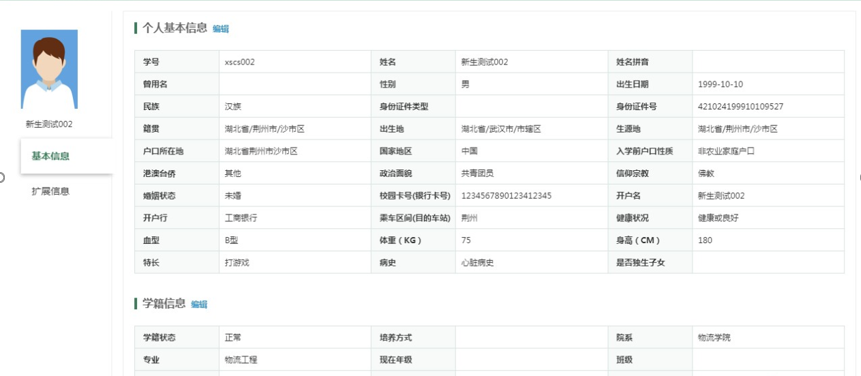 个人基本信息 编辑
学号 xscs002 姓名 新生测试002 姓名拼音
曾用名 性别 男 出生日期 1999-10-10
民族 汉族 身份证件类型 身份证件号 421024199910109527
新生测试002
籍贯 湖北省/荆州市/沙市区 出生地 湖北省/武汉市/市辖区 生源地 湖北省/荆州市/沙市区
基本信息
户口所在地 湖北省荆州市沙市区 国家地区 中国 入学前户口性质 非农业家庭户口
港澳台侨 其他 政治面貌 共青团员 信仰宗教 佛教
扩展信息
婚姻状态 未婚 校园卡号(银行卡号) 1234567890123412345 开户名 新生测试002
开户行 工商银行 乘车区间(目的车站) 荆州 健康状况 健康或良好
血型 B型 体重（KG） 75 身高（CM） 180
特长 打游戏 病史 心脏病史 是否独生子女
学籍信息 编辑
学籍状态 正常 培养方式 院系 物流学院
专业 物流工程 现在年级 班级